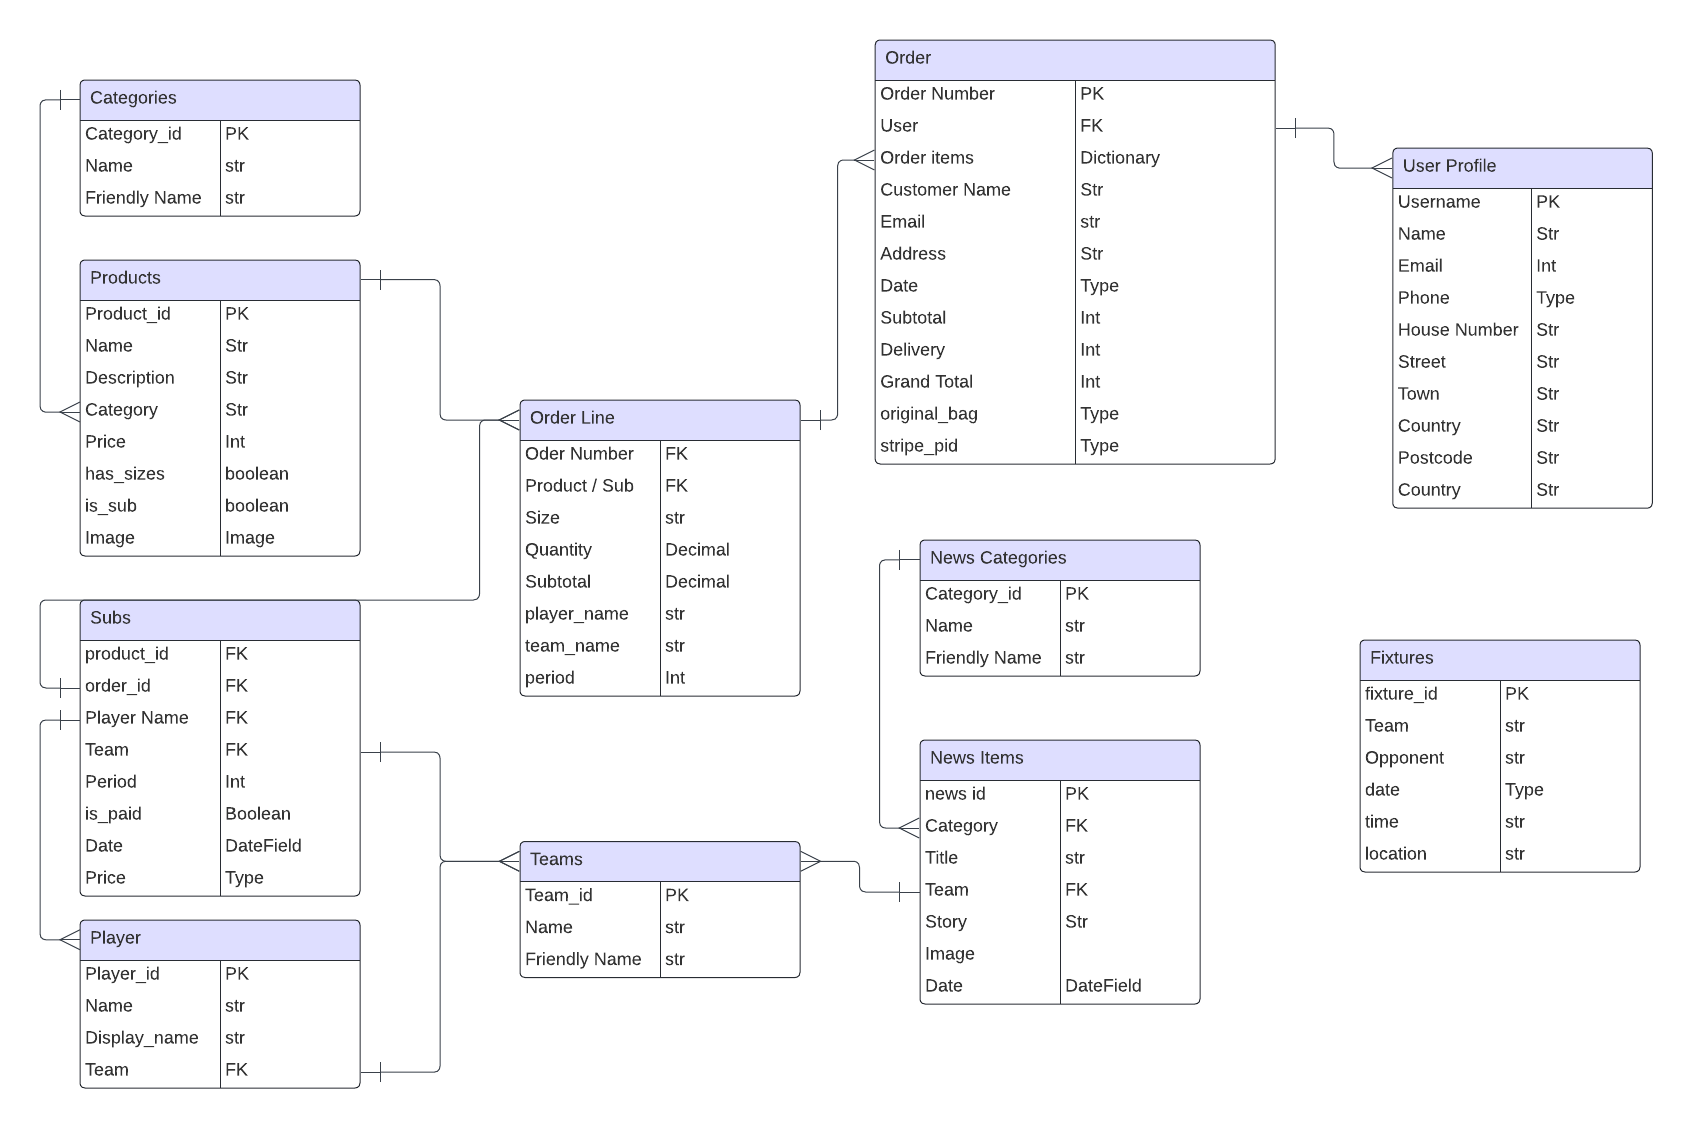 Categories
Category_id PK
Name str
Friendly Name str
Products
Product_id PK
Name Str
Description Str
Category Str
Price Int
has_sizes boolean
is_sub boolean
Image Image
Subs
product_id FK
order_id FK
Player Name FK
Team FK
Period Int
is_paid Boolean
Date DateField
Price Type
Player
Player_id PK
Name str
Display_name str
Team FK
Order Line
Oder Number FK
Product / Sub FK
Size str
Quantity Decimal
Subtotal Decimal
player_name str
team_name str
period Int
Teams
Team_id PK
Name str
Friendly Name str
Order
Order Number PK
User FK
Order items Dictionary
Customer Name Str
Email str
Address Str
Date Type
Subtotal Int
Delivery Int
Grand Total Int
original_bag Type
stripe_pid Type
News Categories
Category_id PK
Name str
Friendly Name str
News Items
news id PK
Category FK
Title str
Team FK
Story Str
Image
Date DateField
User Profile
Username PK
Name Str
Email Int
Phone Type
House Number Str
Street Str
Town Str
Country Str
Postcode Str
Country Str
Fixtures
fixture_id PK
Team str
Opponent str
date Type
time str
location str